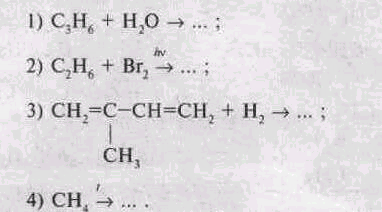 1) C₃H₆ + H₂O → ... ;
hν
2) C₂H₆ + Br₂ → ... ;
3) CH₂=C–CH=CH₂ + H₂ → ... ;
|
CH₃
t
4) CH₄ → ... .